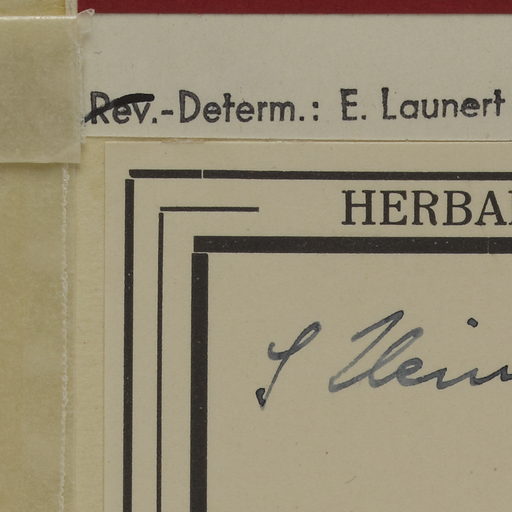 Rev.-Determ.: E. Launert
HERBA